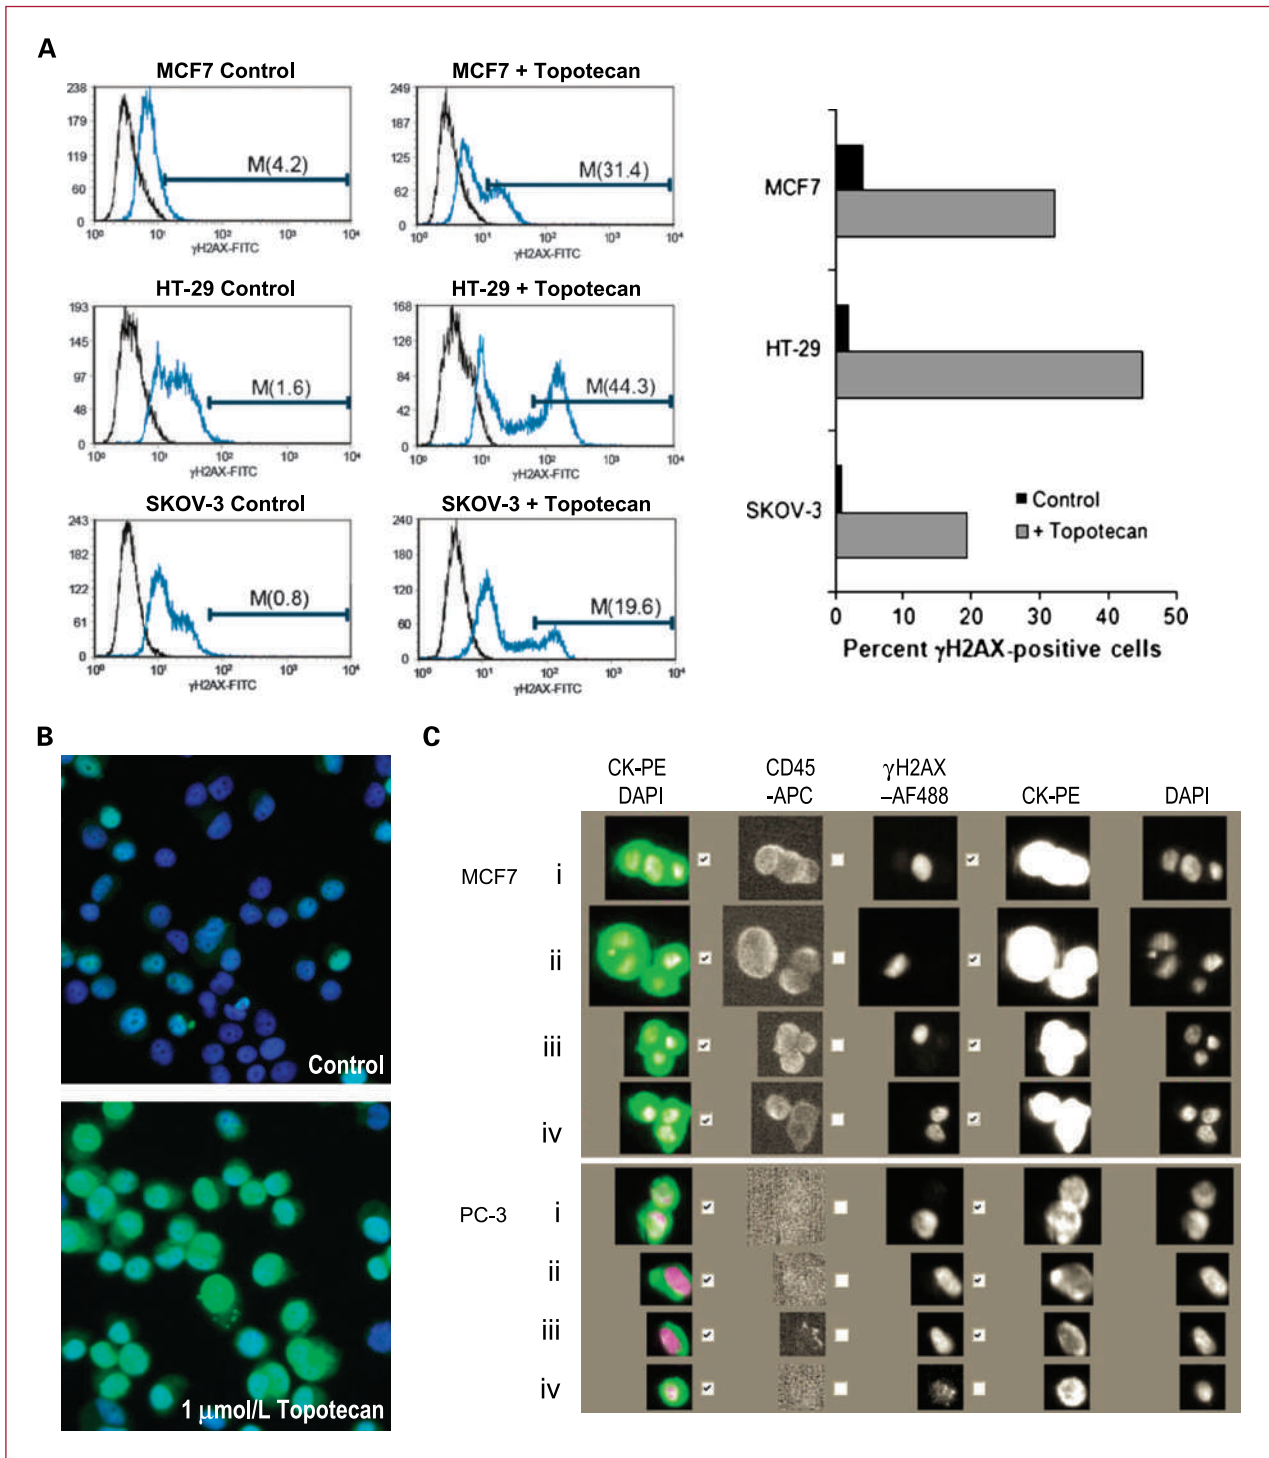 A
MCF7 Control
238
179
119
60
0
M(4.2)
10⁰ 10¹ 10² 10³ 10⁴
γH2AX-FITC
MCF7 + Topotecan
249
187
125
62
0
M(31.4)
10⁰ 10¹ 10² 10³ 10⁴
γH2AX-FITC
HT-29 Control
193
145
97
48
0
M(1.6)
10⁰ 10¹ 10² 10³ 10⁴
γH2AX-FITC
HT-29 + Topotecan
168
126
84
42
0
M(44.3)
10⁰ 10¹ 10² 10³ 10⁴
γH2AX-FITC
SKOV-3 Control
243
182
122
61
0
M(0.8)
10⁰ 10¹ 10² 10³ 10⁴
γH2AX-FITC
SKOV-3 + Topotecan
240
180
120
60
0
M(19.6)
10⁰ 10¹ 10² 10³ 10⁴
γH2AX-FITC
MCF7
HT-29
SKOV-3
Control
+ Topotecan
0 10 20 30 40 50
Percent γH2AX-positive cells
B
Control
1 μmol/L Topotecan
C
CK-PE CD45 γH2AX
DAPI -APC –AF488 CK-PE DAPI
MCF7 i
ii
iii
iv
PC-3 i
ii
iii
iv